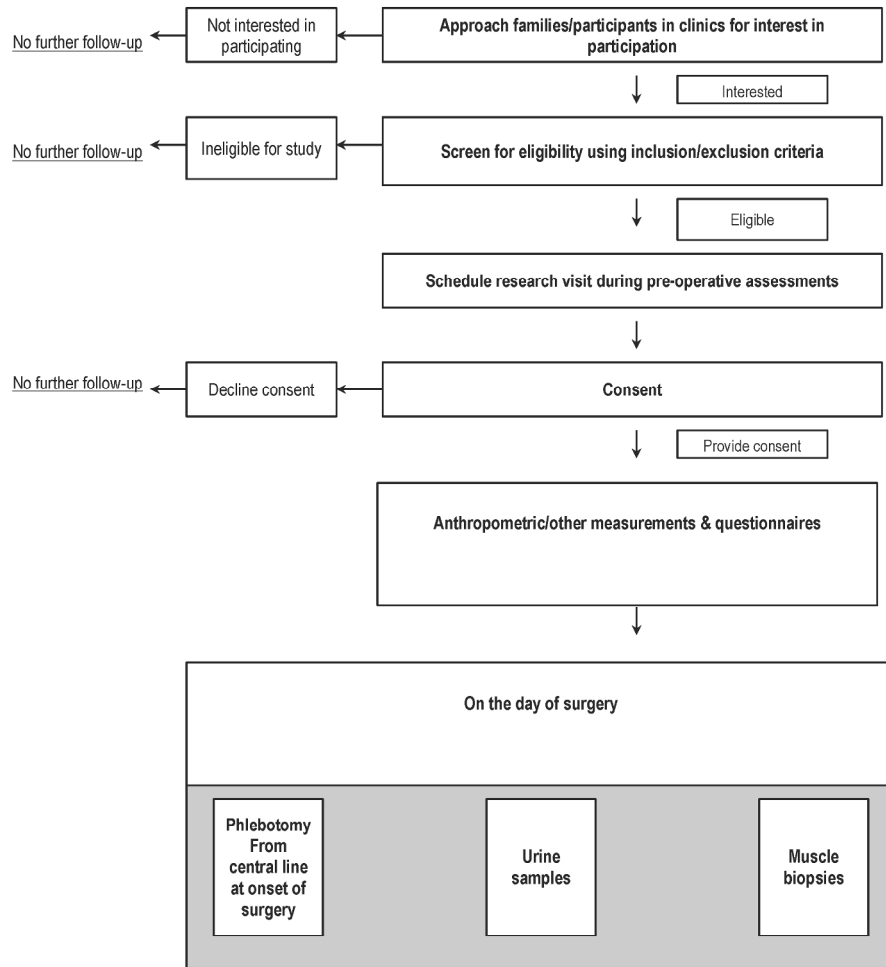 No further follow-up
Not interested in
participating
Approach families/participants in clinics for interest in
participation
Interested
No further follow-up
Ineligible for study
Screen for eligibility using inclusion/exclusion criteria
Eligible
Schedule research visit during pre-operative assessments
No further follow-up
Decline consent
Consent
Provide consent
Anthropometric/other measurements & questionnaires
On the day of surgery
Phlebotomy
From
central line
at onset of
surgery
Urine
samples
Muscle
biopsies